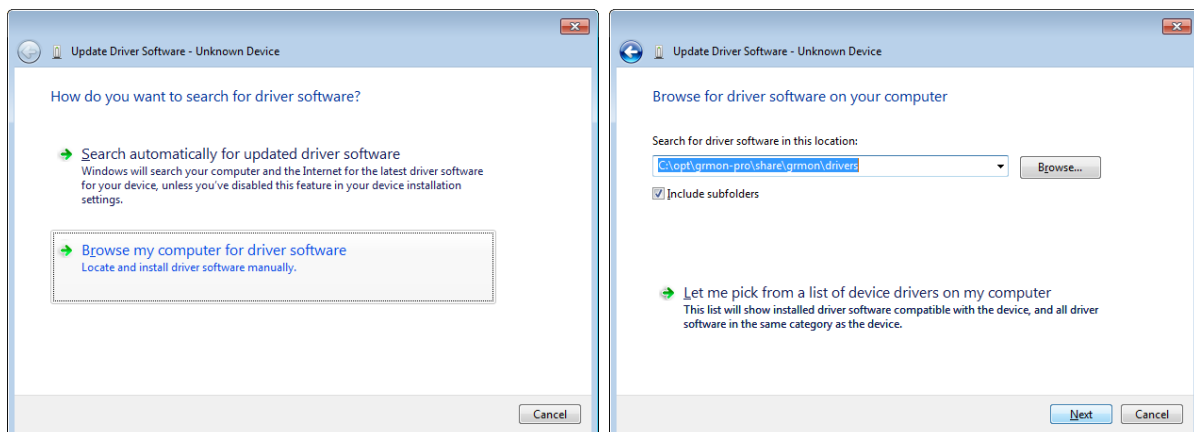 Update Driver Software - Unknown Device
How do you want to search for driver software?
Search automatically for updated driver software
Windows will search your computer and the Internet for the latest driver software
for your device, unless you've disabled this feature in your device installation
settings.
Browse my computer for driver software
Locate and install driver software manually.
Cancel
Update Driver Software - Unknown Device
Browse for driver software on your computer
Search for driver software in this location:
C:\opt\grmon-pro\share\grmon\drivers
Browse...
Include subfolders
Let me pick from a list of device drivers on my computer
This list will show installed driver software compatible with the device, and all driver
software in the same category as the device.
Next Cancel